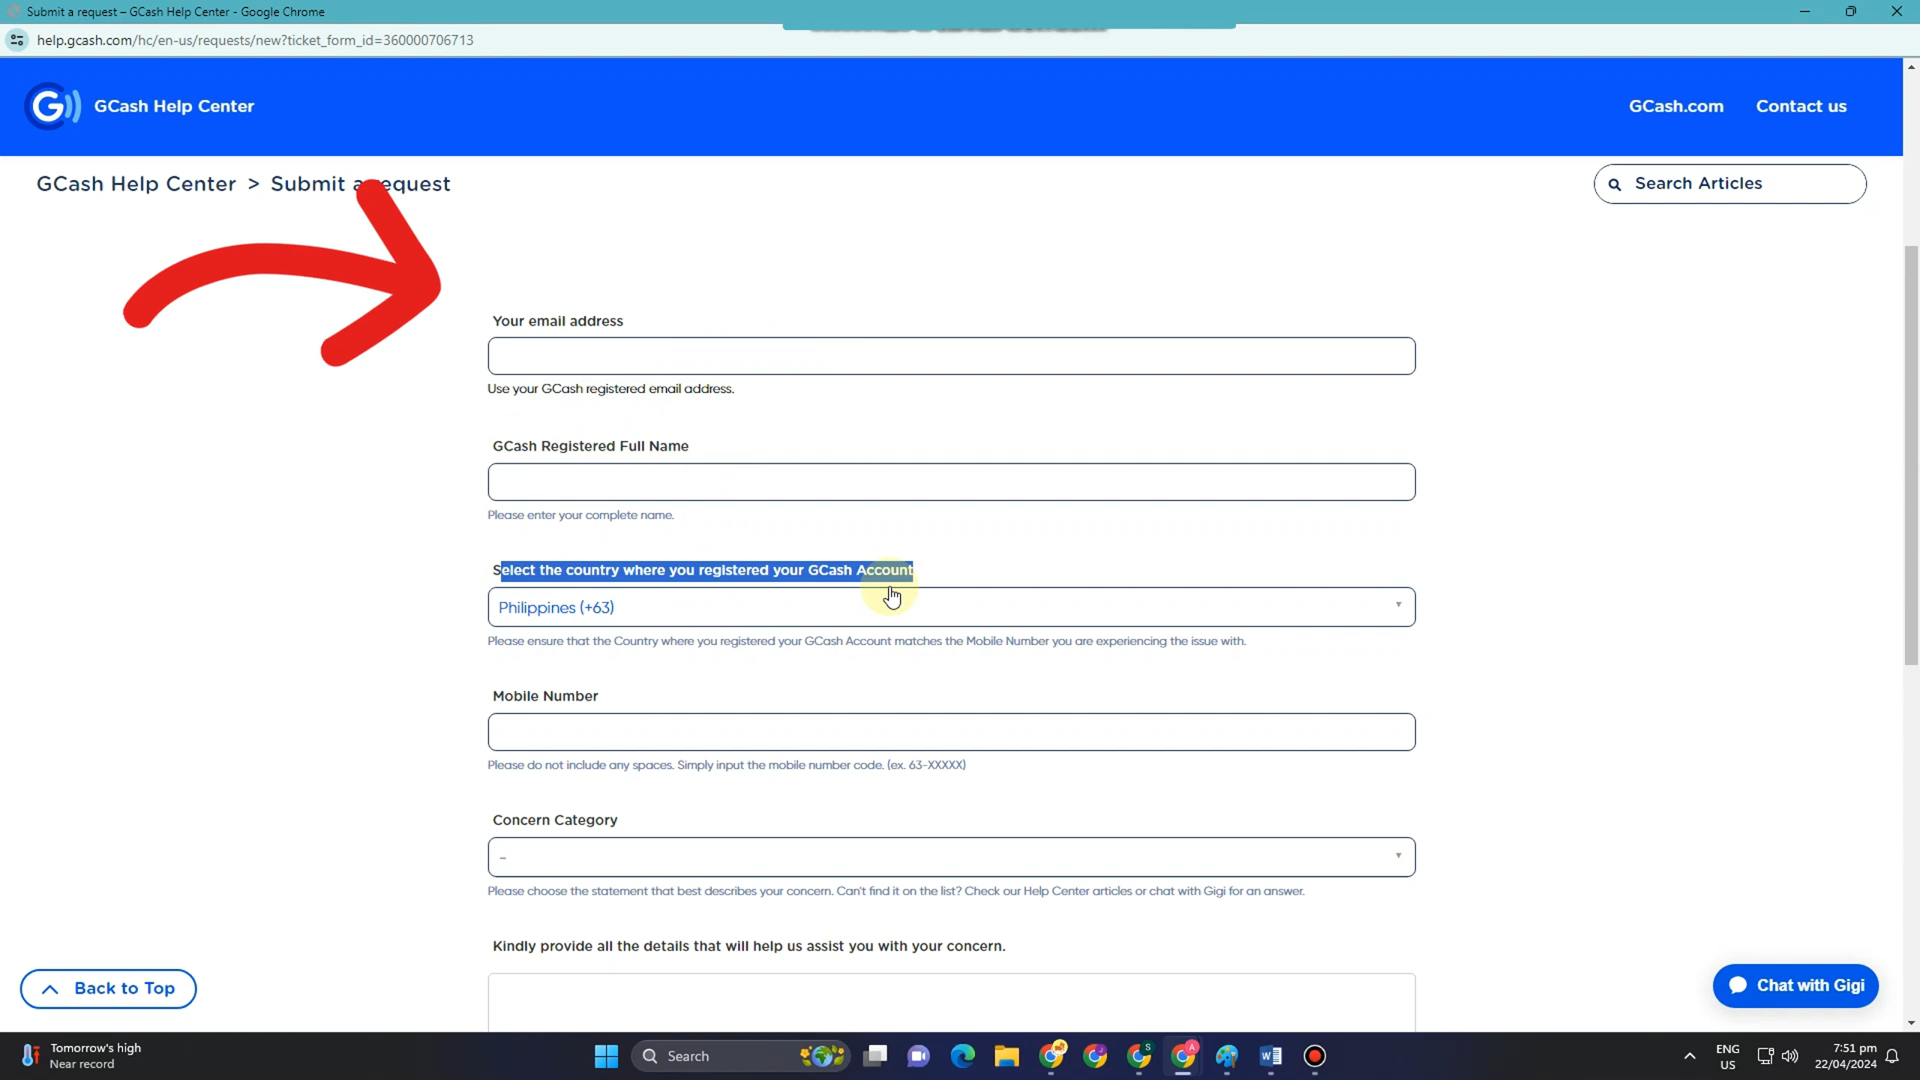 Submit a request – GCash Help Center - Google Chrome
help.gcash.com/hc/en-us/requests/new?ticket_form_id=360000706713
G
GCash Help Center
GCash.com
Contact us
GCash Help Center > Submit a request
Search Articles
Your email address
Use your GCash registered email address.
GCash Registered Full Name
Please enter your complete name.
Select the country where you registered your GCash Account
Philippines (+63)
Please ensure that the Country where you registered your GCash Account matches the Mobile Number you are experiencing the issue with.
Mobile Number
Please do not include any spaces. Simply input the mobile number code. (ex. 63-XXXXX)
Concern Category
-
Please choose the statement that best describes your concern. Can't find it on the list? Check our Help Center articles or chat with Gigi for an answer.
Kindly provide all the details that will help us assist you with your concern.
Back to Top
Chat with Gigi
Tomorrow's high
Near record
Search
ENG
US
7:51 pm
22/04/2024